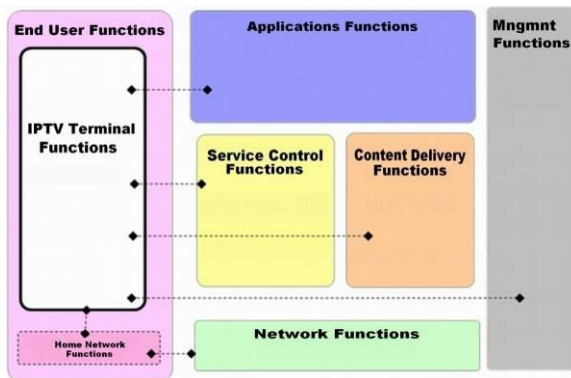 End User Functions
Applications Functions
Mngmnt
Functions
IPTV Terminal
Functions
Service Control
Functions
Content Delivery
Functions
Home Network
Functions
Network Functions